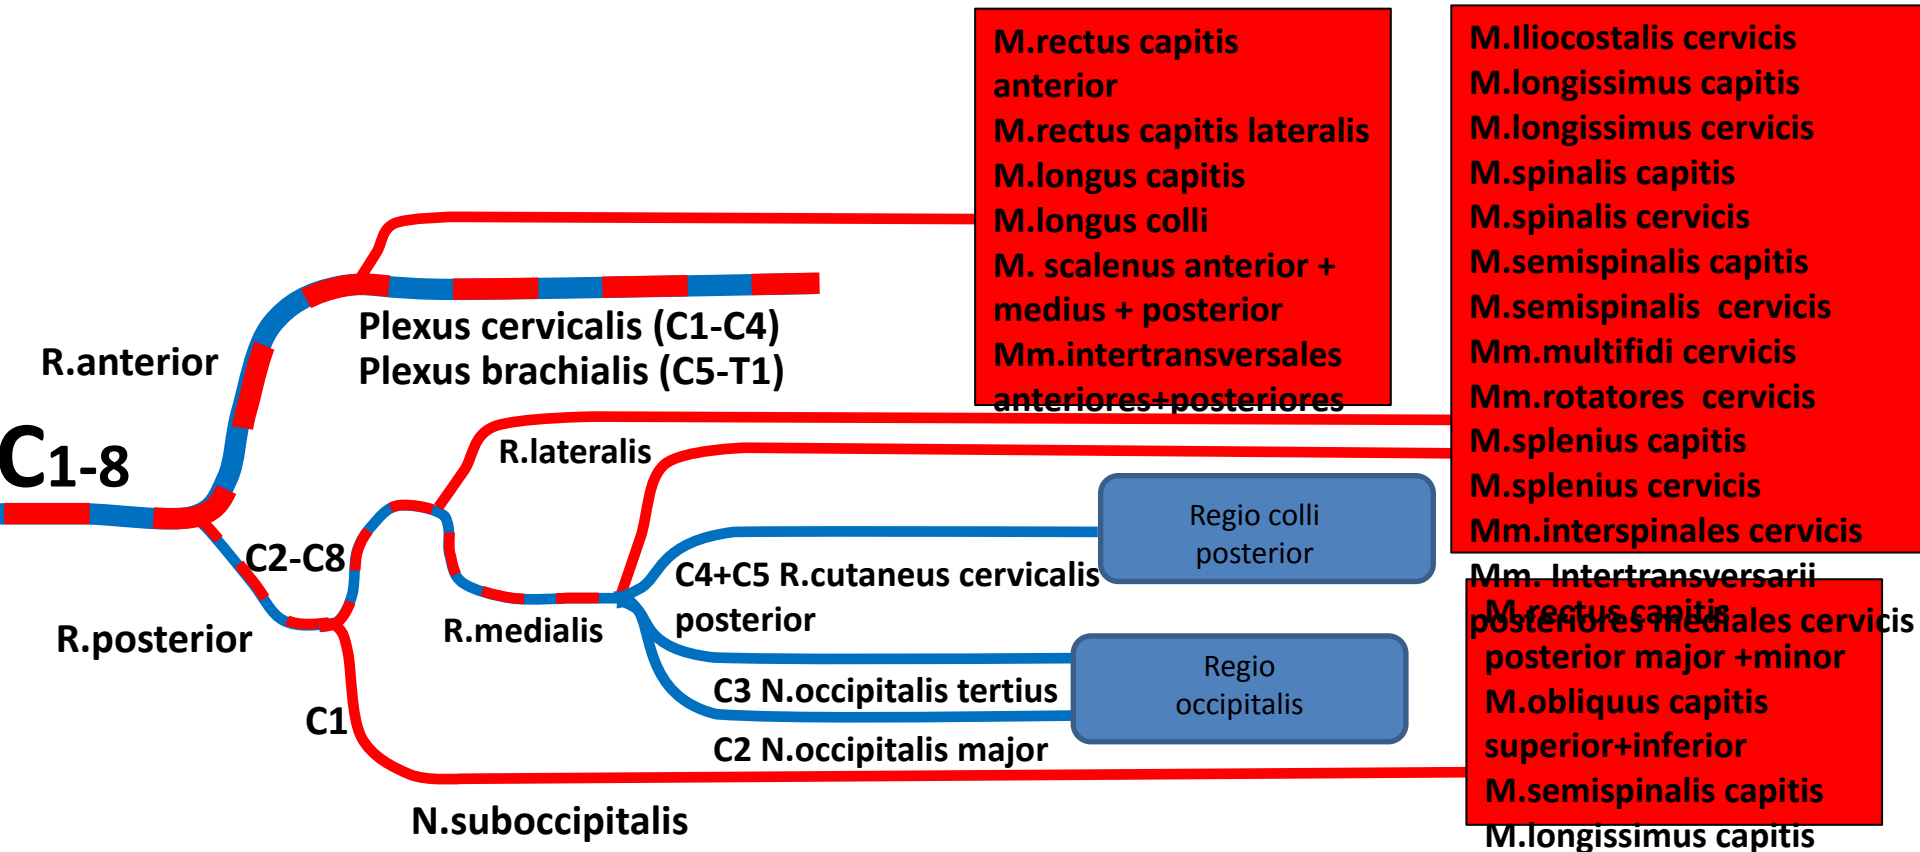 M.rectus capitis
anterior
M.rectus capitis lateralis
M.longus capitis
M.longus colli
M. scalenus anterior +
medius + posterior
Mm.intertransversales
anteriores+posteriores
M.Iliocostalis cervicis
M.longissimus capitis
M.longissimus cervicis
M.spinalis capitis
M.spinalis cervicis
M.semispinalis capitis
M.semispinalis  cervicis
Mm.multifidi cervicis
Mm.rotatores  cervicis
M.splenius capitis
M.splenius cervicis
Mm.interspinales cervicis
Mm. Intertransversarii
posteriores mediales cervicis
Plexus cervicalis (C1-C4)
Plexus brachialis (C5-T1)
R.anterior
C1-8
R.lateralis
Regio colli
posterior
C2-C8
C4+C5 R.cutaneus cervicalis
posterior
R.medialis
R.posterior
Regio
occipitalis
C3 N.occipitalis tertius
C1
C2 N.occipitalis major
N.suboccipitalis
M.rectus capitis
posterior major +minor
M.obliquus capitis
superior+inferior
M.semispinalis capitis
M.longissimus capitis